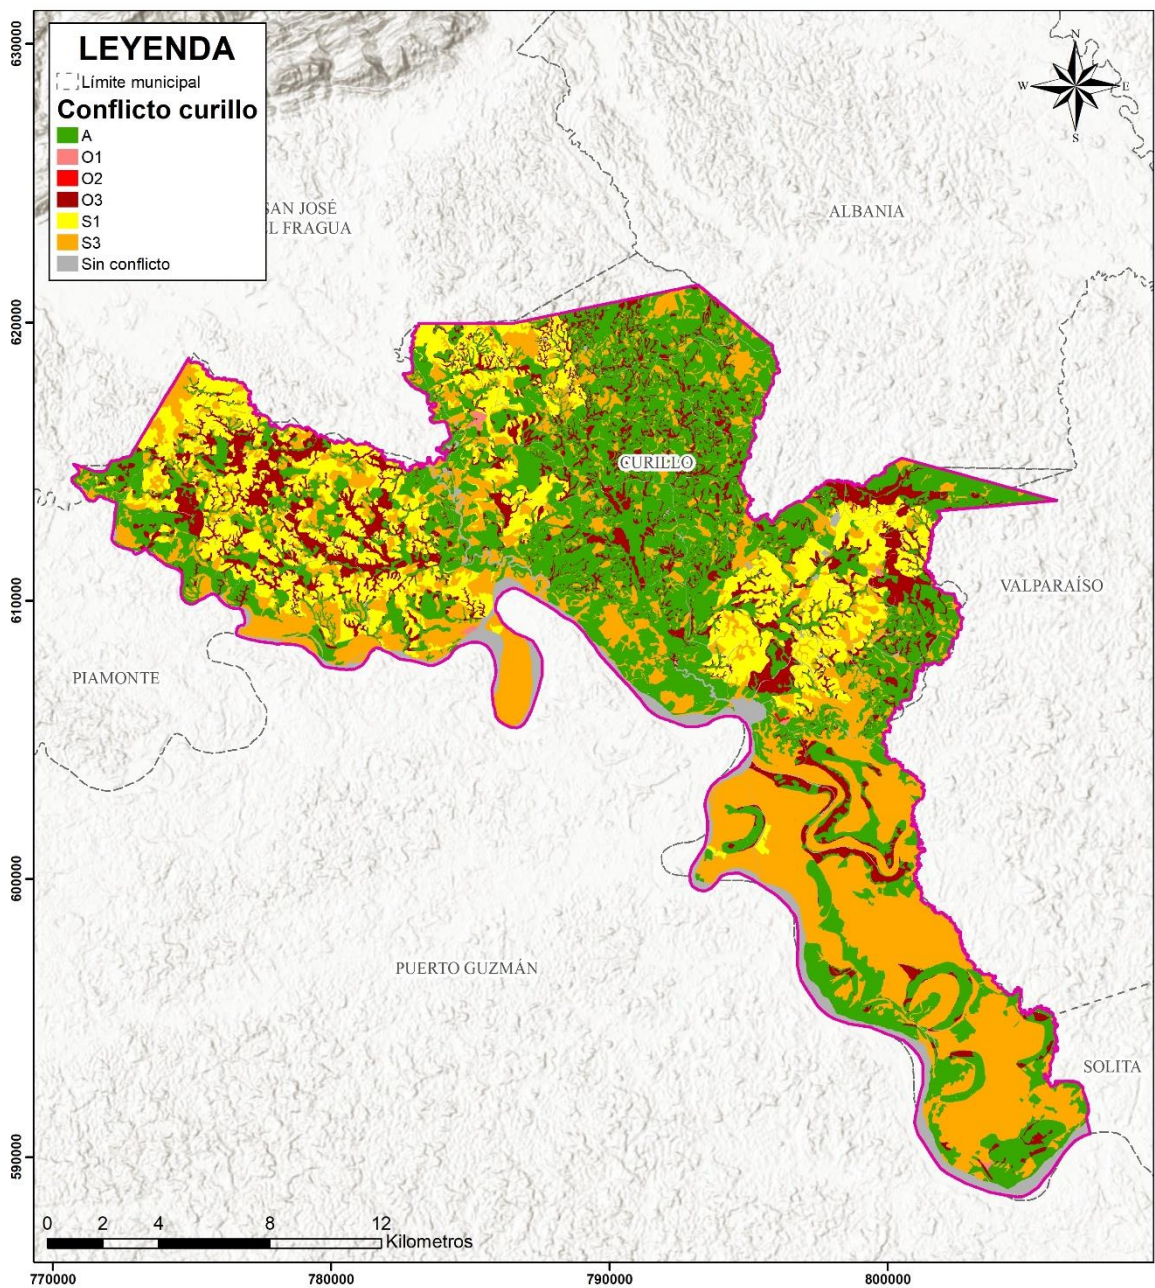 630000
LEYENDA
Límite municipal
Conflicto curillo
A
O1
O2
O3
S1
S3
Sin conflicto
N
W
E
S
SAN JOSÉ
EL FRAGUA
ALBANIA
620000
CURILLO
610000
VALPARAÍSO
PIAMONTE
600000
PUERTO GUZMÁN
SOLITA
590000
0 2 4 8 12
Kilometros
770000 780000 790000 800000